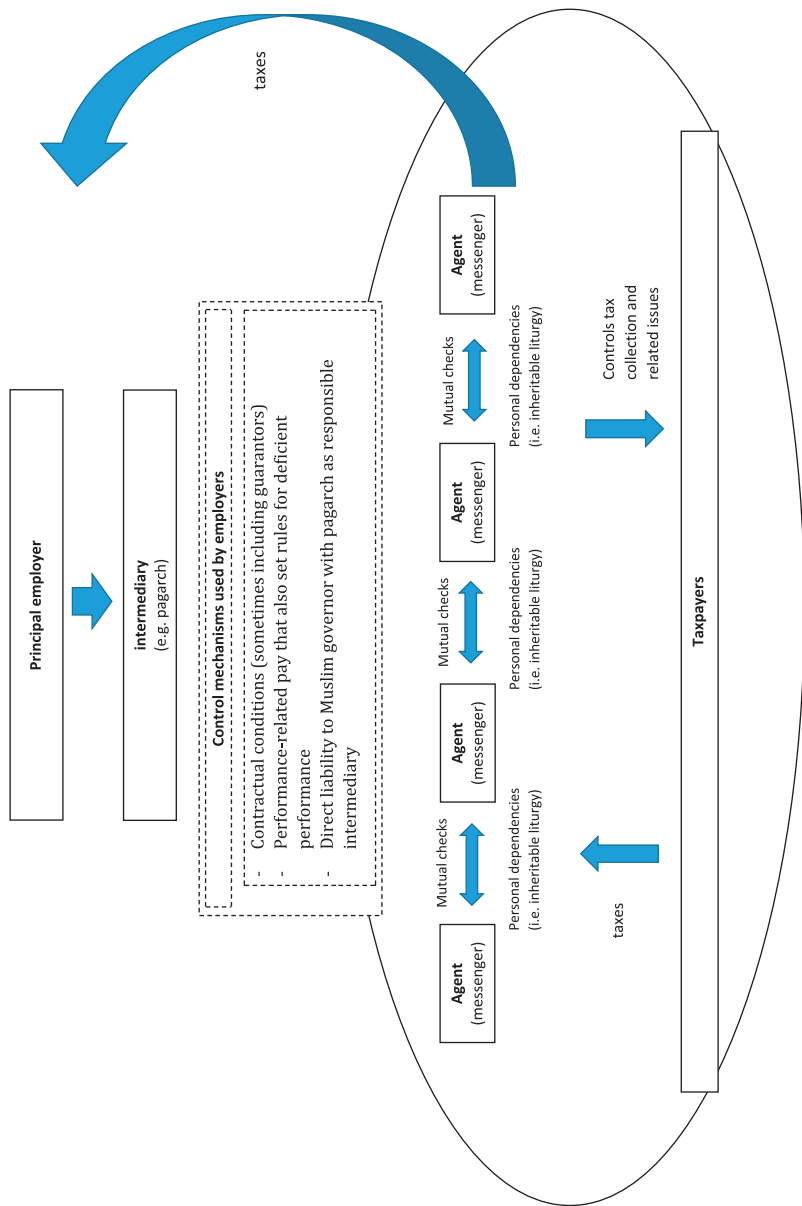 Principal employer
intermediary
(e.g. pagarch)
taxes
Control mechanisms used by employers
- Contractual conditions (sometimes including guarantors)
- Performance-related pay that also set rules for deficient
performance
- Direct liability to Muslim governor with pagarch as responsible
intermediary
Agent
(messenger)
Mutual checks
Personal dependencies
(i.e. inheritable liturgy)
Agent
(messenger)
Mutual checks
Personal dependencies
(i.e. inheritable liturgy)
Agent
(messenger)
Mutual checks
Personal dependencies
(i.e. inheritable liturgy)
Agent
(messenger)
taxes
Controls tax
collection and
related issues
Taxpayers